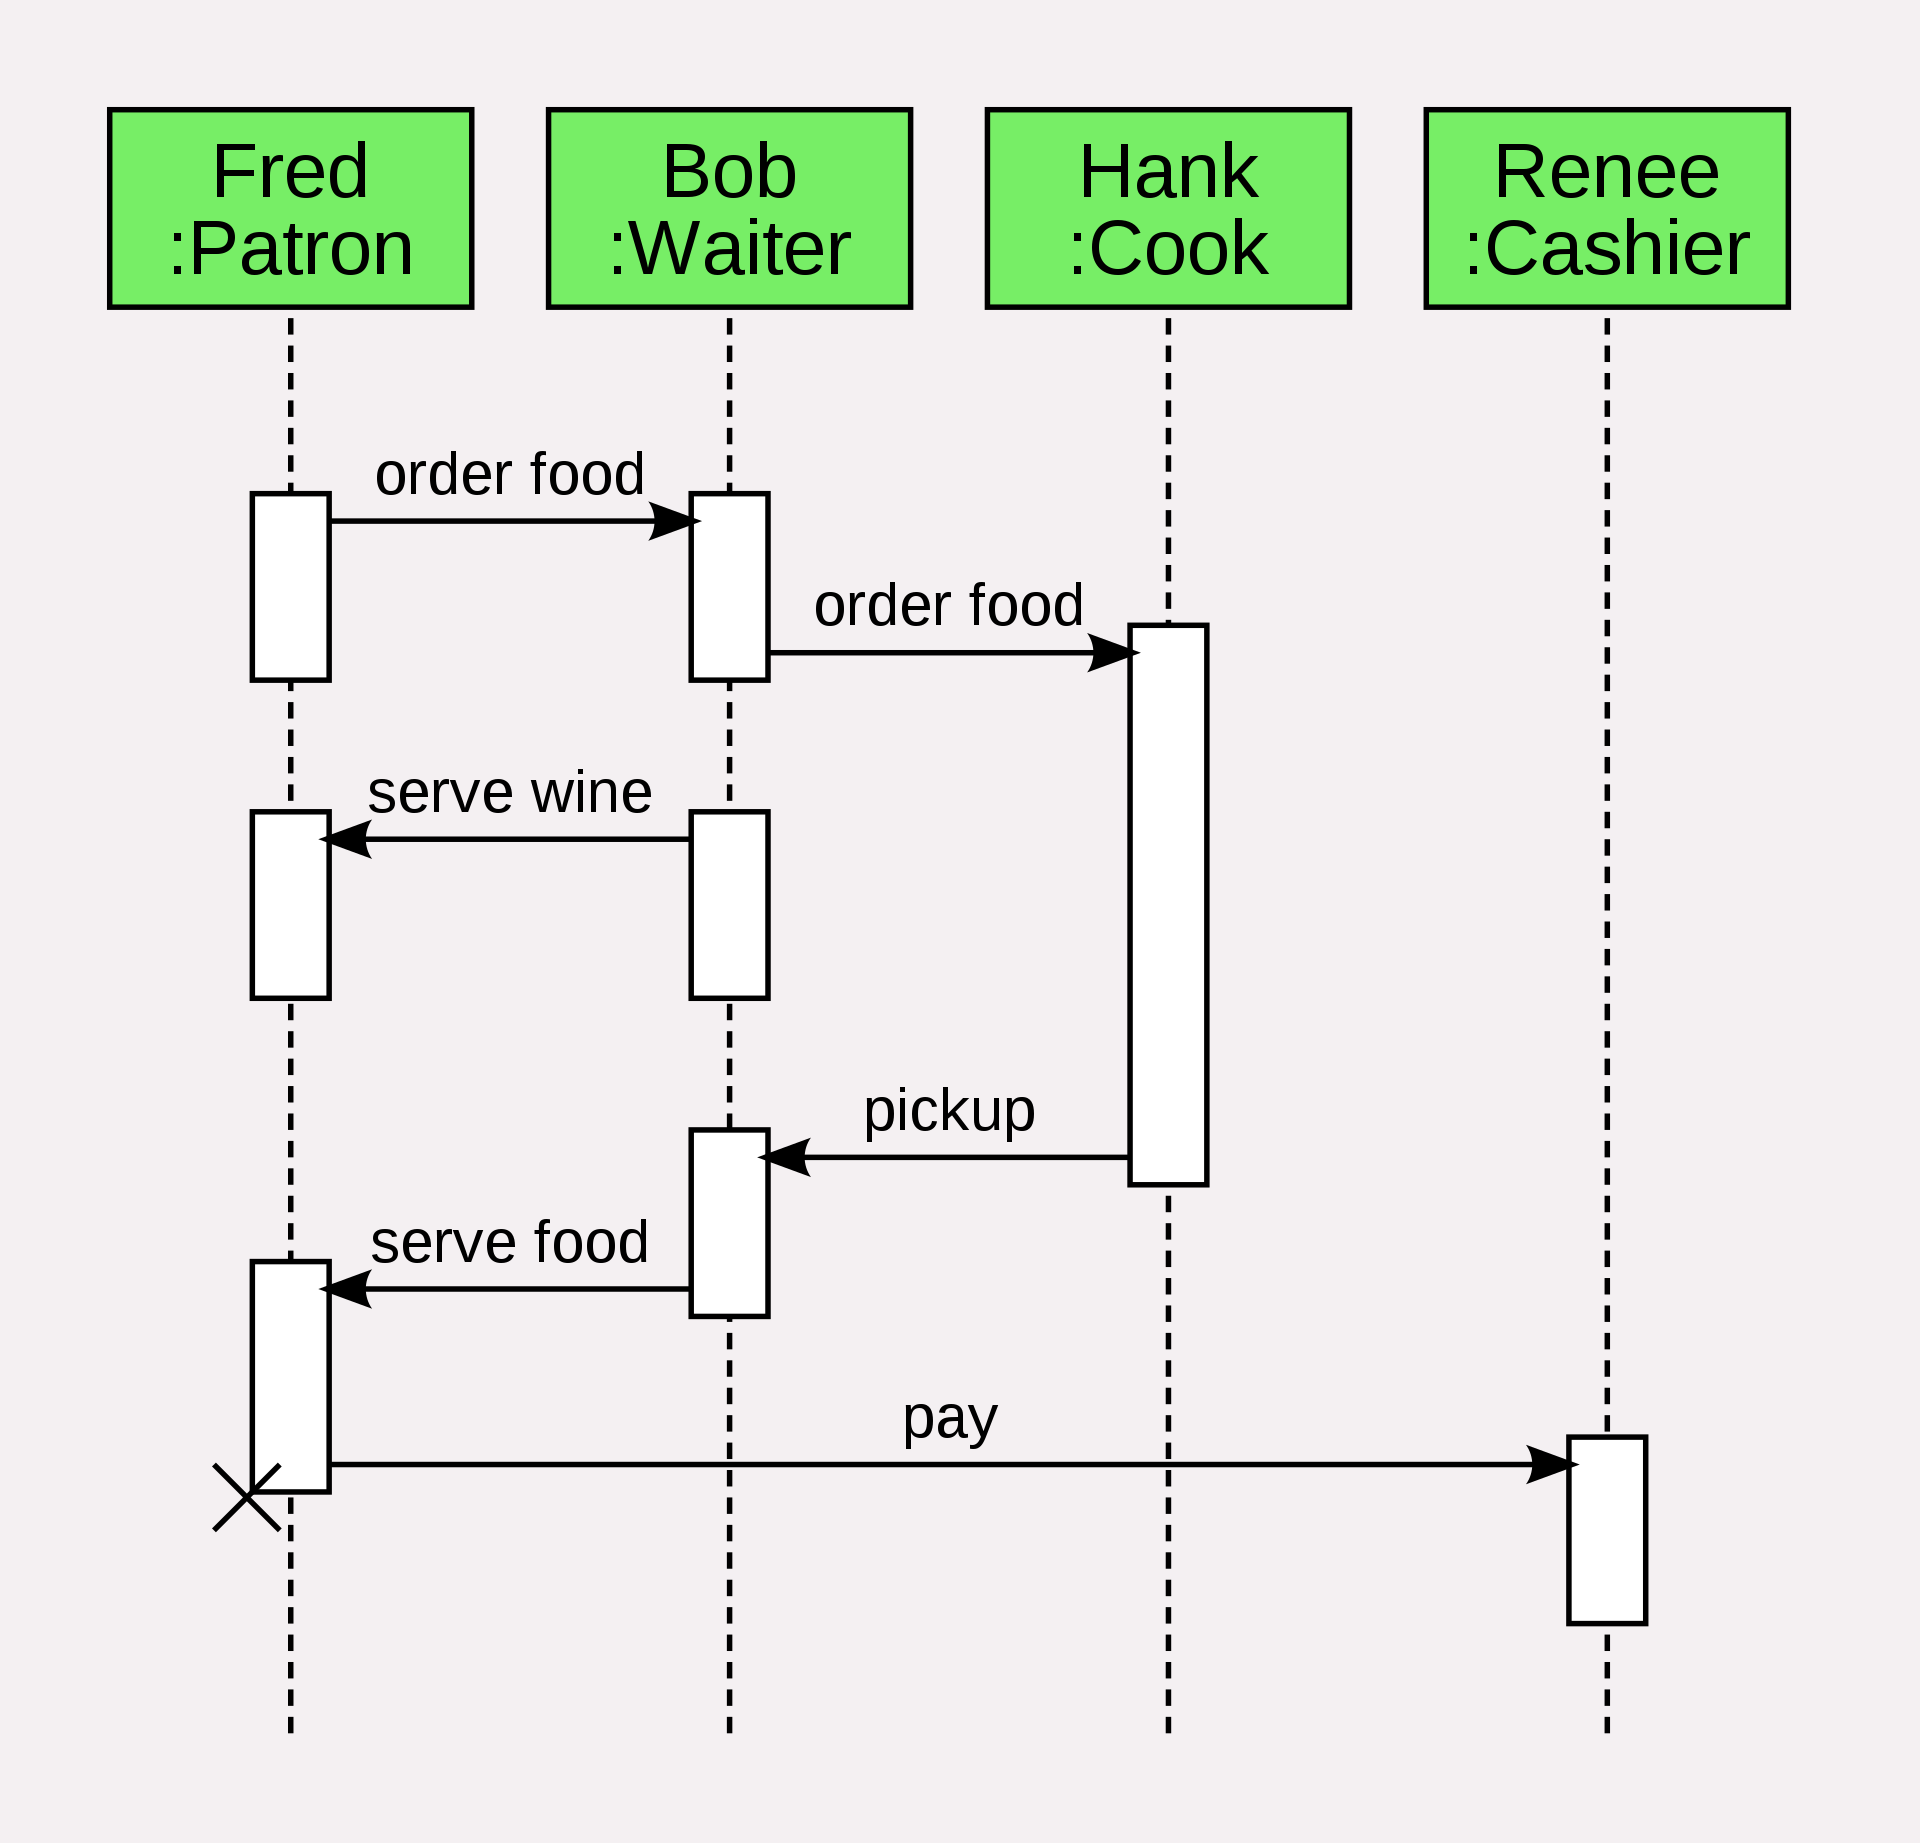 Fred
:Patron
Bob
:Waiter
Hank
:Cook
Renee
:Cashier
order food
order food
serve wine
pickup
serve food
pay